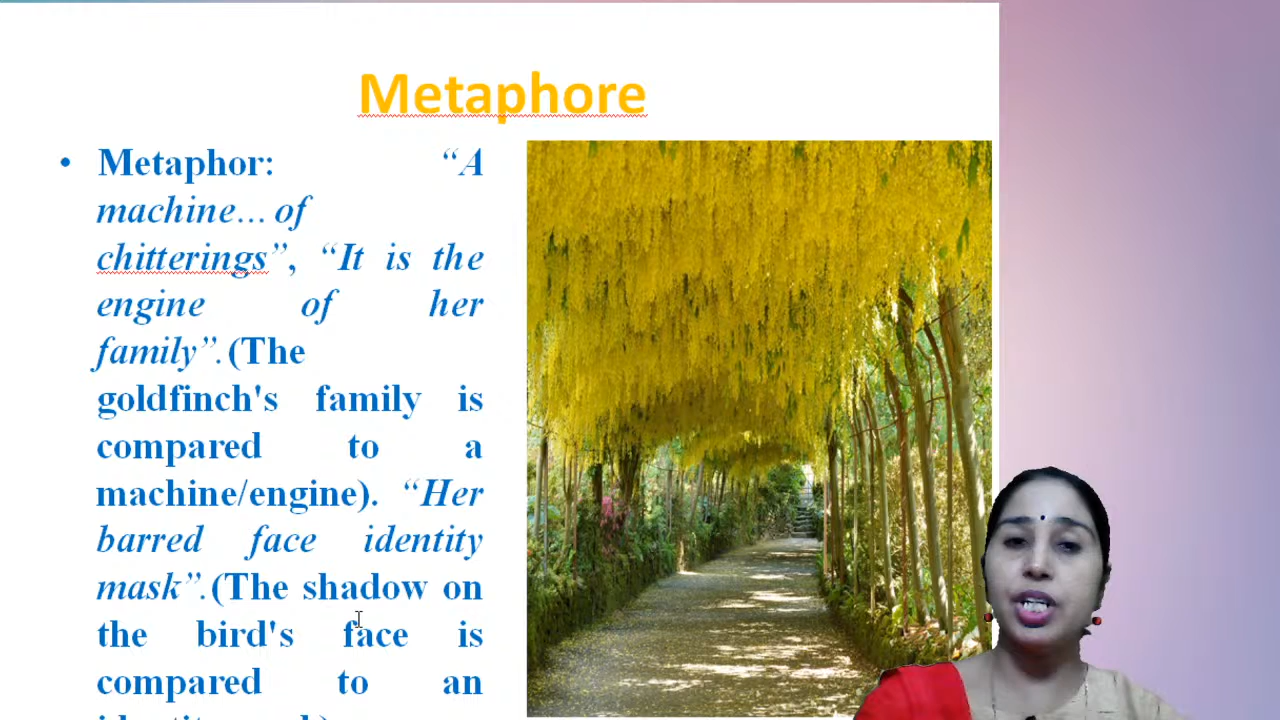 Metaphore
• Metaphor: “A
machine… of
chitterings”, “It is the
engine of her
family”.(The
goldfinch's family is
compared to a
machine/engine). “Her
barred face identity
mask”.(The shadow on
the bird's face is
compared to an